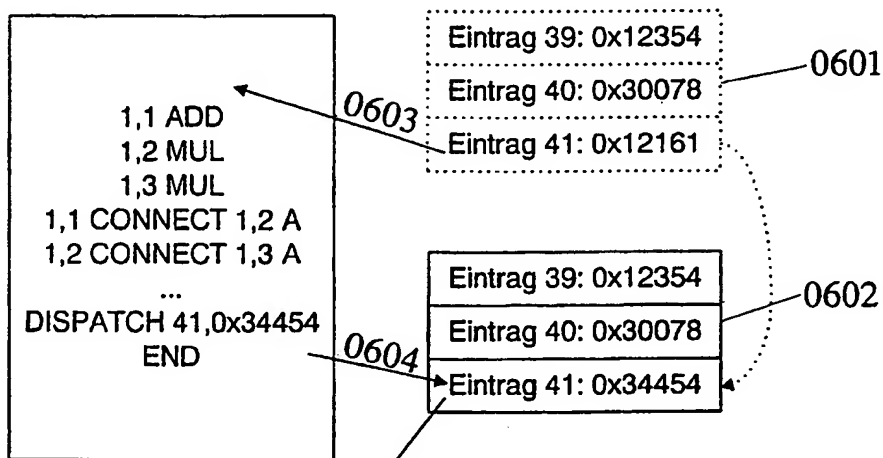 1,1 ADD
1,2 MUL
1,3 MUL
1,1 CONNECT 1,2 A
1,2 CONNECT 1,3 A
...
DISPATCH 41,0x34454
END
0603
0604
Eintrag 39: 0x12354
Eintrag 40: 0x30078
Eintrag 41: 0x12161
0601
Eintrag 39: 0x12354
Eintrag 40: 0x30078
Eintrag 41: 0x34454
0602